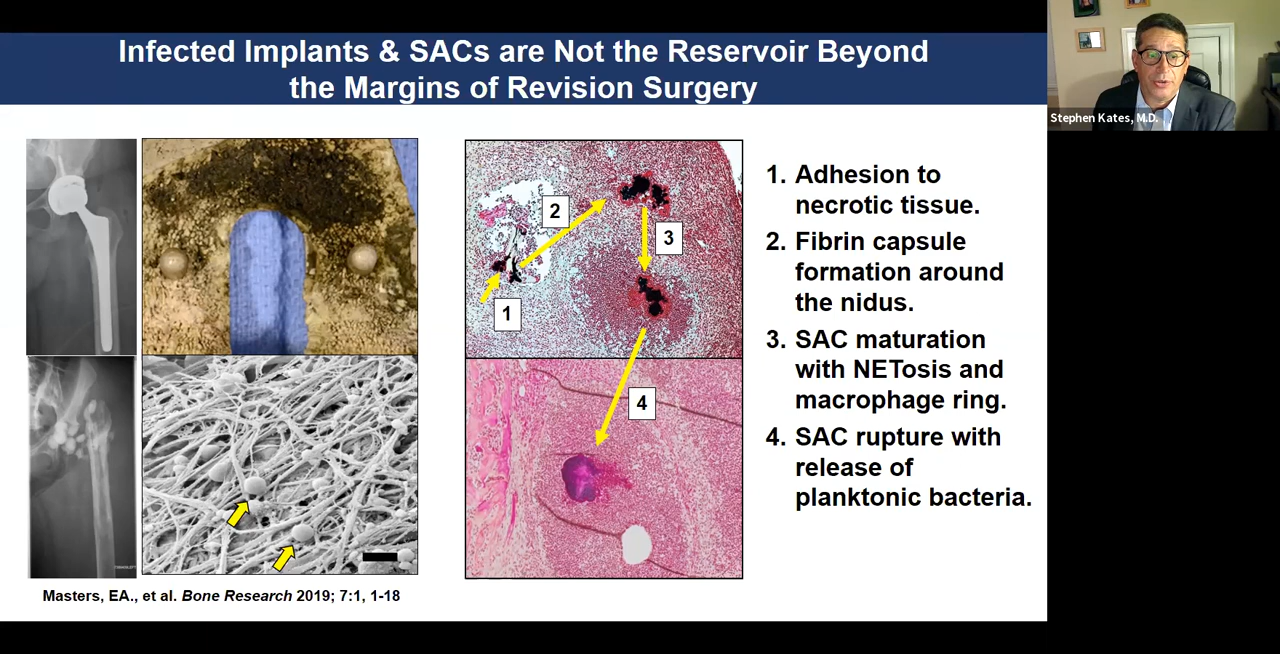 Infected Implants & SACs are Not the Reservoir Beyond
the Margins of Revision Surgery
Stephen Kates, M.D.
1
2
3
4
1. Adhesion to
necrotic tissue.
2. Fibrin capsule
formation around
the nidus.
3. SAC maturation
with NETosis and
macrophage ring.
4. SAC rupture with
release of
planktonic bacteria.
Masters, EA., et al. Bone Research 2019; 7:1, 1-18